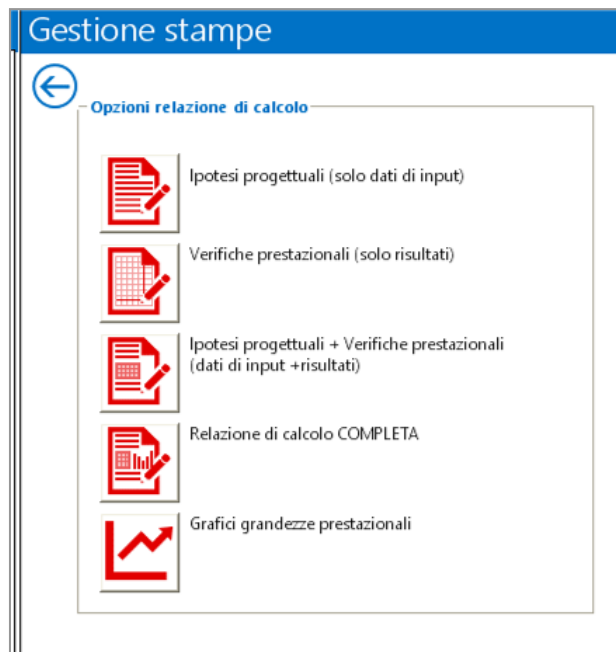 Gestione stampe
Opzioni relazione di calcolo
Ipotesi progettuali (solo dati di input)
Verifiche prestazionali (solo risultati)
Ipotesi progettuali + Verifiche prestazionali
(dati di input +risultati)
Relazione di calcolo COMPLETA
Grafici grandezze prestazionali